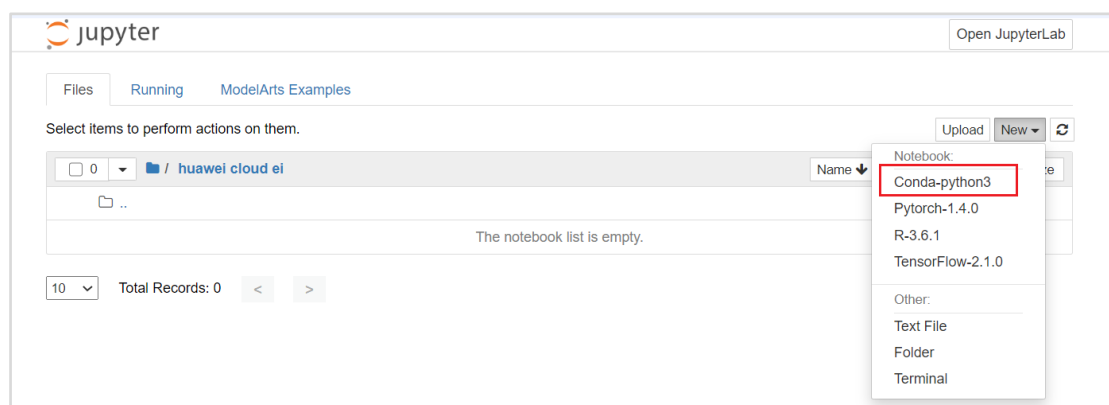 jupyter
Open JupyterLab
Files Running ModelArts Examples
Select items to perform actions on them.
Upload New
0 / huawei cloud ei Name
..
The notebook list is empty.
10 Total Records: 0 < >
Notebook:
Conda-python3
Pytorch-1.4.0
R-3.6.1
TensorFlow-2.1.0
Other:
Text File
Folder
Terminal